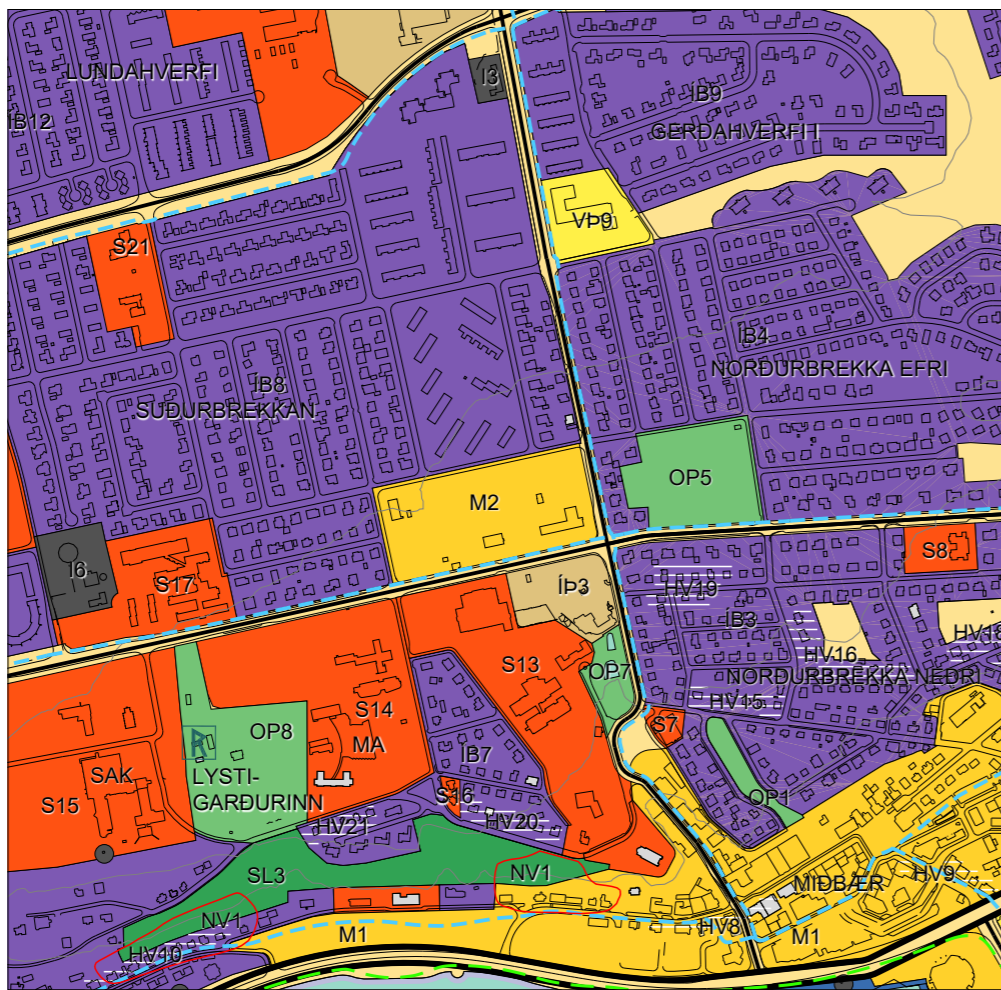 LUNDAHVERFI
I3
ÍB9
ÍB12
GERÐAHVERFI I
VÞ9
S21
ÍB4
NORÐURBREKKA EFRI
ÍB8
SUÐURBREKKAN
OP5
M2
S8
I6
S17
ÍÞ3
HV19
ÍB3
HV16
S13
OP7
NORÐURBREKKA NEÐRI
HV15
S14
OP8
S7
MA
ÍB7
SAK
LYSTI-
GARÐURINN
S15
S16
OP1
HV21
HV20
SL3
NV1
MIÐBÆR
HV9
NV1
HV8
M1
M1
HV10